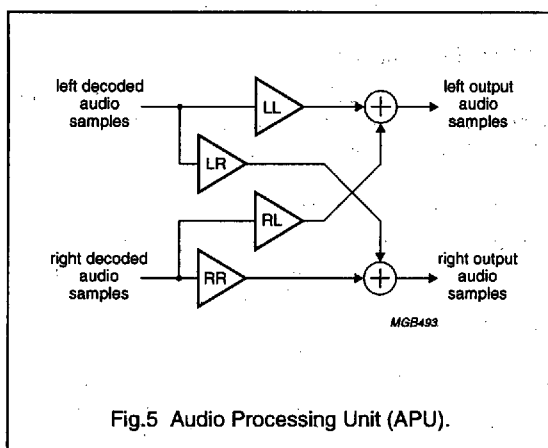 left decoded
audio
samples
LL
left output
audio
samples
LR
RL
right decoded
audio
samples
RR
right output
audio
samples
MGB493
Fig.5 Audio Processing Unit (APU).